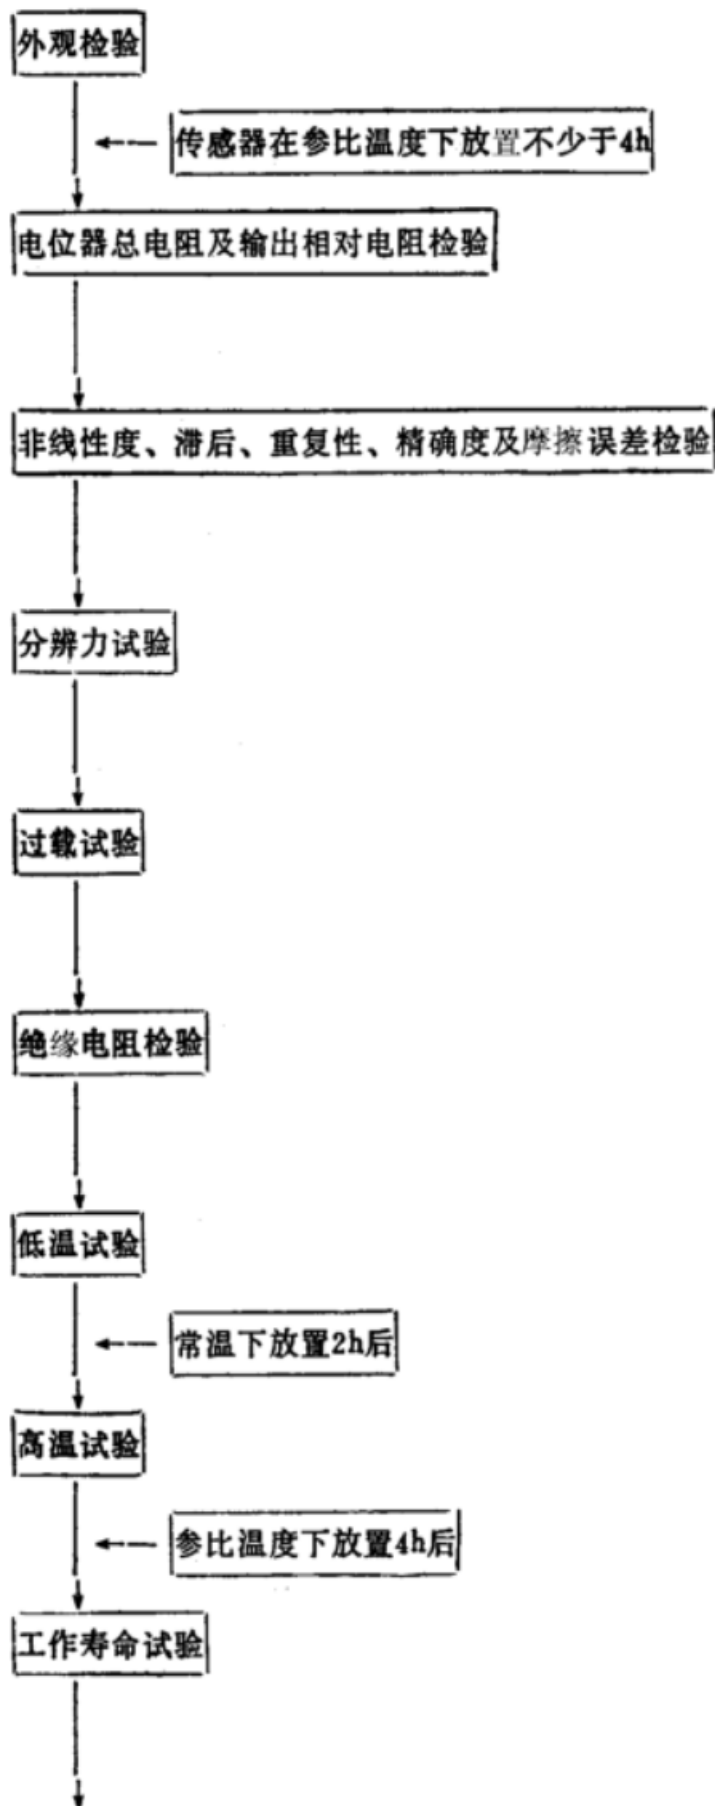 外观检验
传感器在参比温度下放置不少于4h
电位器总电阻及输出相对电阻检验
非线性度、滞后、重复性、精确度及摩擦误差检验
分辨力试验
过载试验
绝缘电阻检验
低温试验
常温下放置2h后
高温试验
参比温度下放置4h后
工作寿命试验